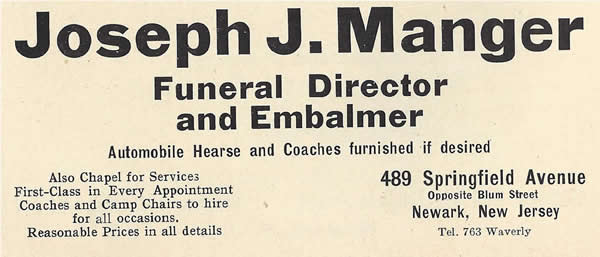 Joseph J. Manger
Funeral Director
and Embalmer
Automobile Hearse and Coaches furnished if desired
Also Chapel for Services
First-Class in Every Appointment
Coaches and Camp Chairs to hire
for all occasions.
Reasonable Prices in all details
489 Springfield Avenue
Opposite Blum Street
Newark, New Jersey
Tel. 763 Waverly